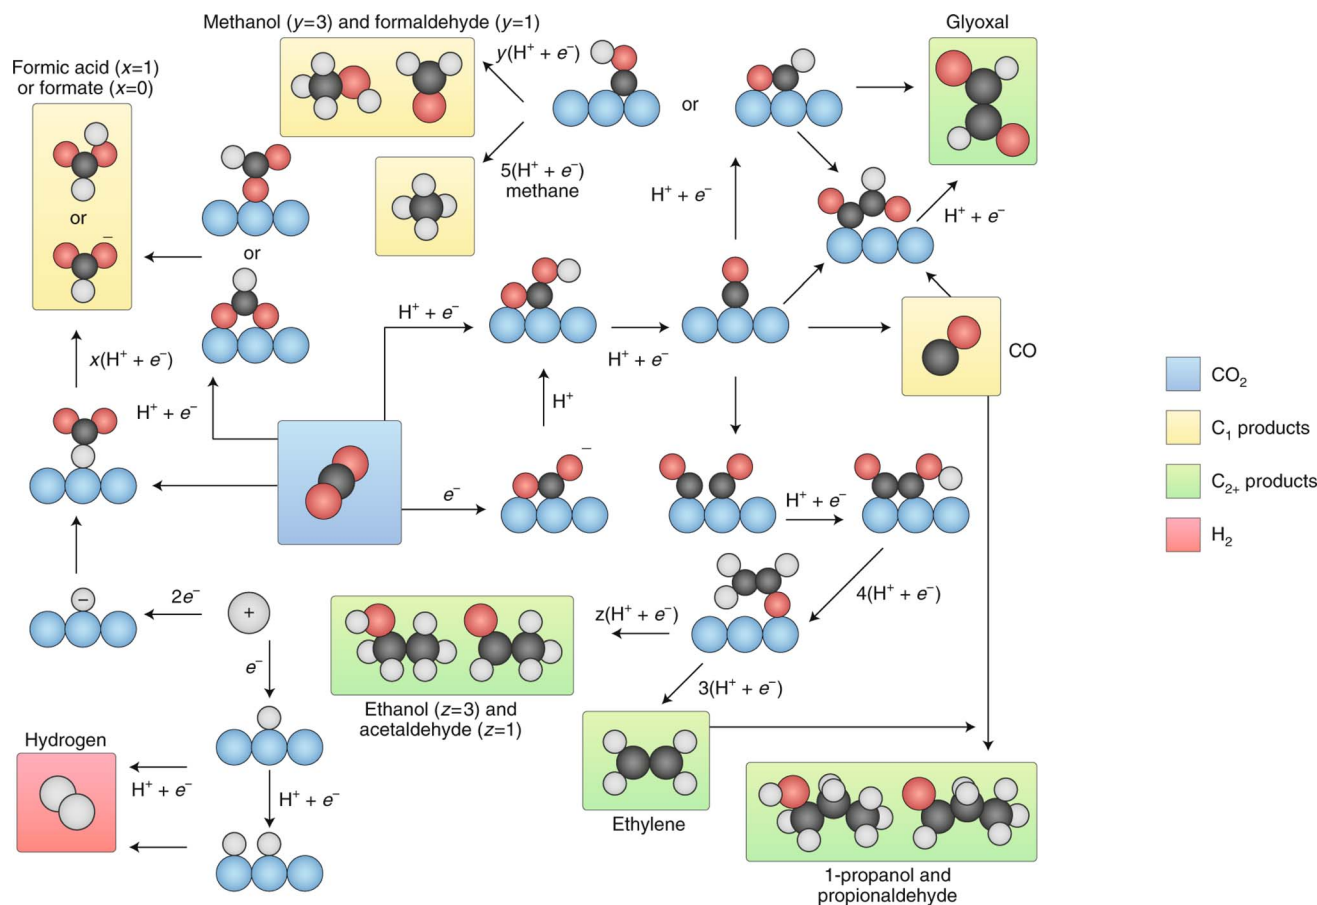 Methanol (y=3) and formaldehyde (y=1)
Glyoxal
Formic acid (x=1)
or formate (x=0)
y(H⁺ + e⁻)
or
5(H⁺ + e⁻)
methane
H⁺ + e⁻
H⁺ + e⁻
or
−
or
H⁺ + e⁻
H⁺ + e⁻
CO
x(H⁺ + e⁻)
H⁺ + e⁻
H⁺
−
e⁻
H⁺ + e⁻
CO₂
C₁ products
C₂₊ products
H₂
−
2e⁻
+
z(H⁺ + e⁻)
4(H⁺ + e⁻)
e⁻
3(H⁺ + e⁻)
Ethanol (z=3) and
acetaldehyde (z=1)
Hydrogen
H⁺ + e⁻
H⁺ + e⁻
Ethylene
1-propanol and
propionaldehyde